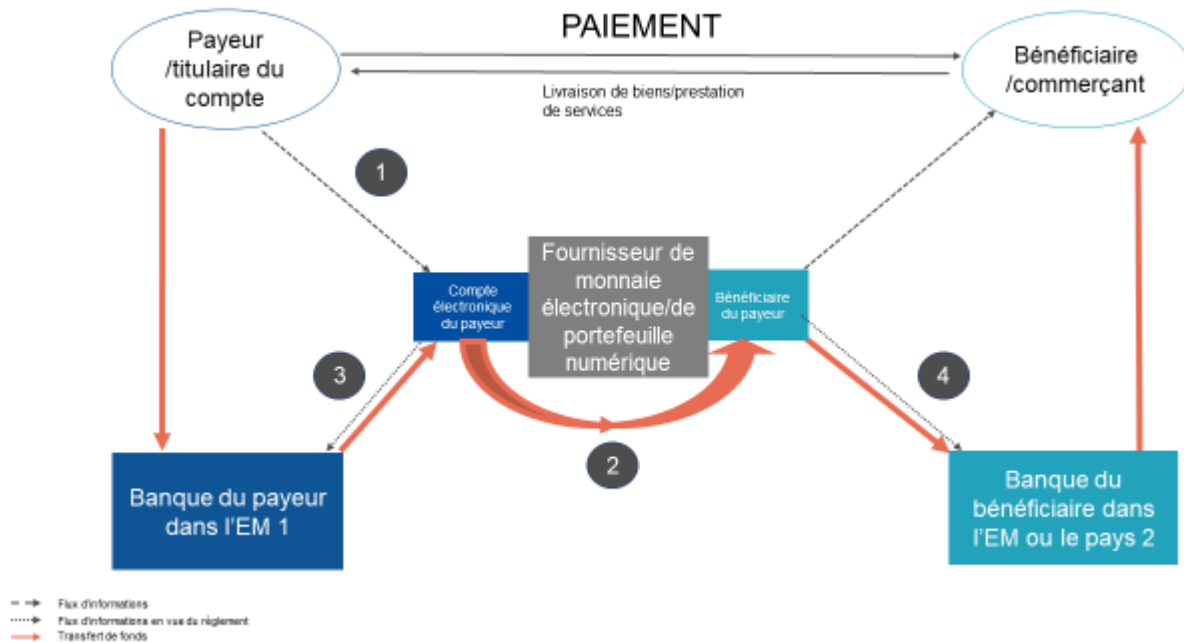 PAIEMENT
Payeur
/titulaire du
compte
Bénéficiaire
/commerçant
Livraison de biens/prestation
de services
1
Fournisseur de
monnaie
électronique/de
portefeuille
numérique
Compte
électronique
du payeur
Bénéficiaire
du payeur
3
4
2
Banque du payeur
dans l'EM 1
Banque du
bénéficiaire dans
l'EM ou le pays 2
Flux d'informations
Flux d'informations en vue du règlement
Transfert de fonds